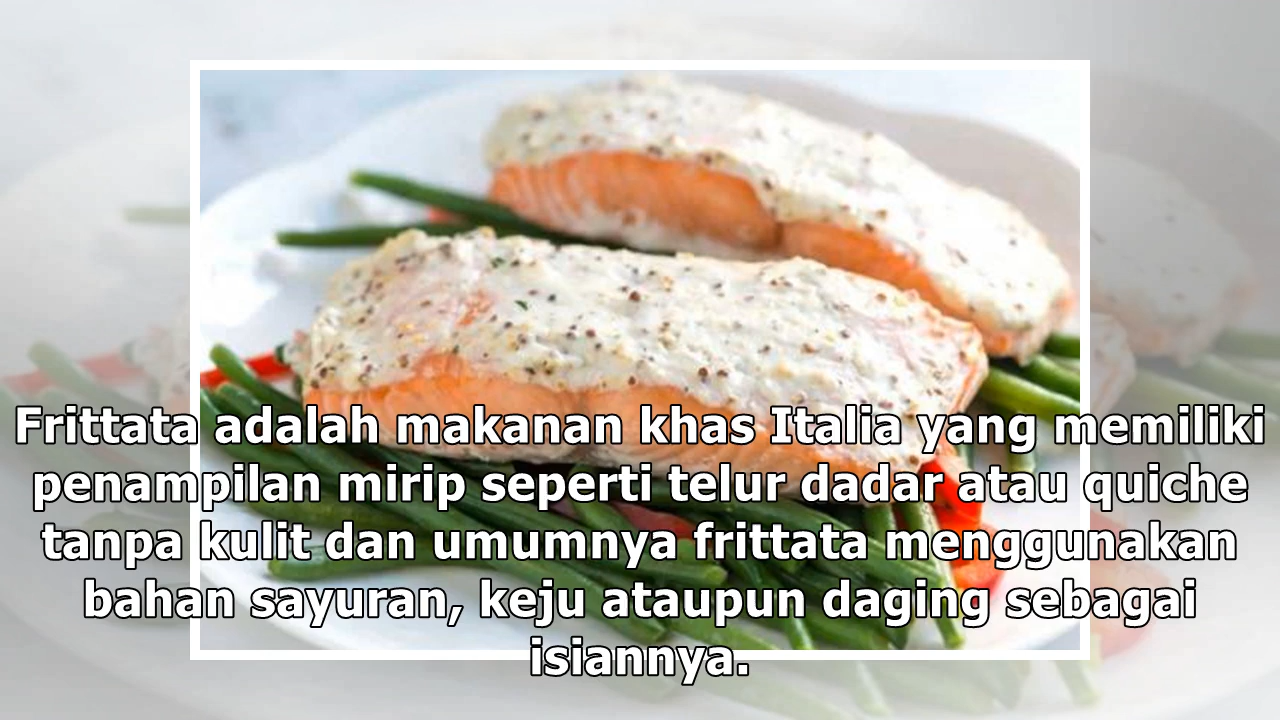 Frittata adalah makanan khas Italia yang memiliki
penampilan mirip seperti telur dadar atau quiche
tanpa kulit dan umumnya frittata menggunakan
bahan sayuran, keju ataupun daging sebagai
isiannya.